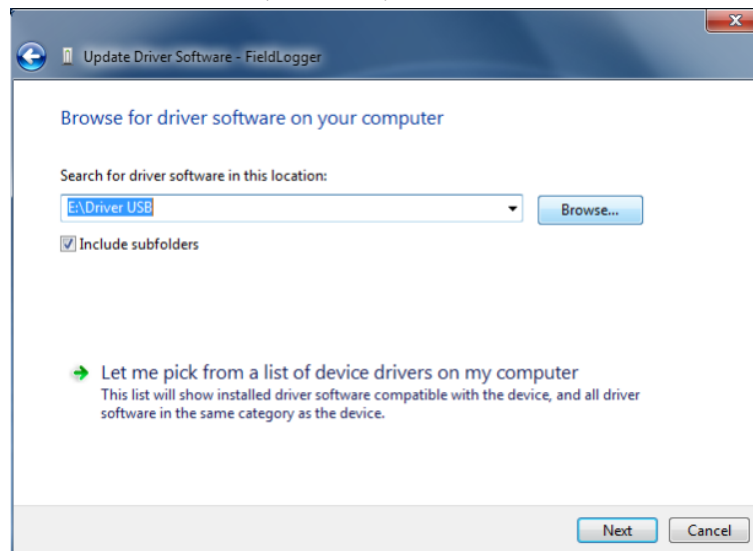 Update Driver Software - FieldLogger
Browse for driver software on your computer
Search for driver software in this location:
E:\Driver USB
Browse...
Include subfolders
Let me pick from a list of device drivers on my computer
This list will show installed driver software compatible with the device, and all driver
software in the same category as the device.
Next
Cancel